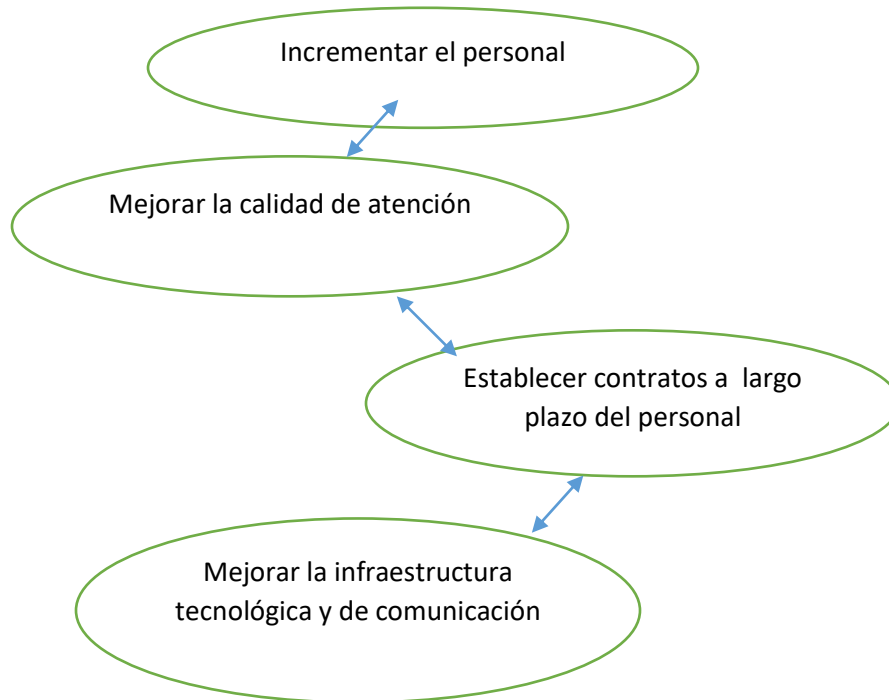 Incrementar el personal
Mejorar la calidad de atención
Establecer contratos a  largo
plazo del personal
Mejorar la infraestructura
tecnológica y de comunicación